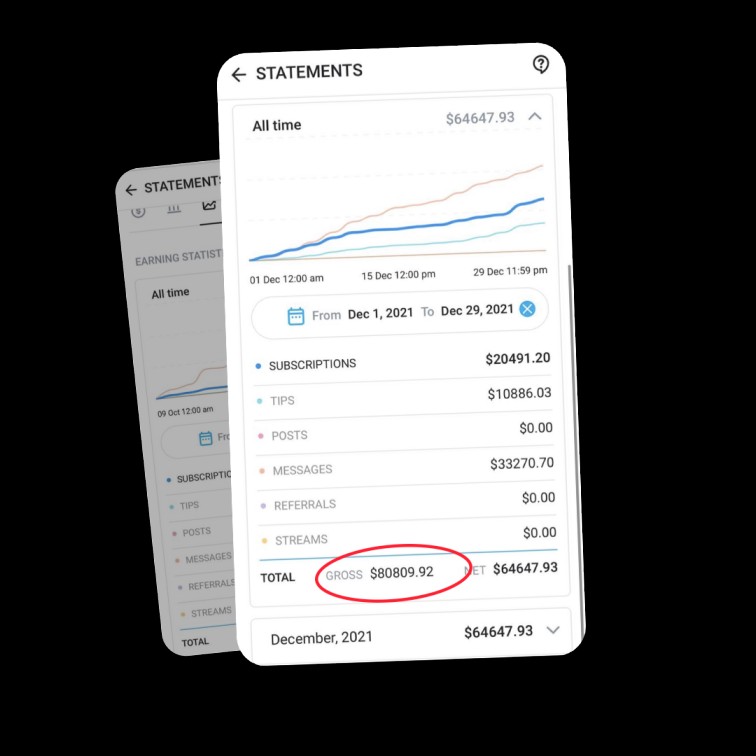 STATEMENTS
All time $64647.93
01 Dec 12:00 am 15 Dec 12:00 pm 29 Dec 11:59 pm
From Dec 1, 2021 To Dec 29, 2021
SUBSCRIPTIONS $20491.20
TIPS $10886.03
POSTS $0.00
MESSAGES $33270.70
REFERRALS $0.00
STREAMS $0.00
TOTAL GROSS $80809.92 NET $64647.93
December, 2021 $64647.93
STATEMENTS
EARNING STATIST
All time
09 Oct 12:00 am
Fro
SUBSCRIPTIO
TIPS
POSTS
MESSAGES
REFERRALS
STREAMS
TOTAL